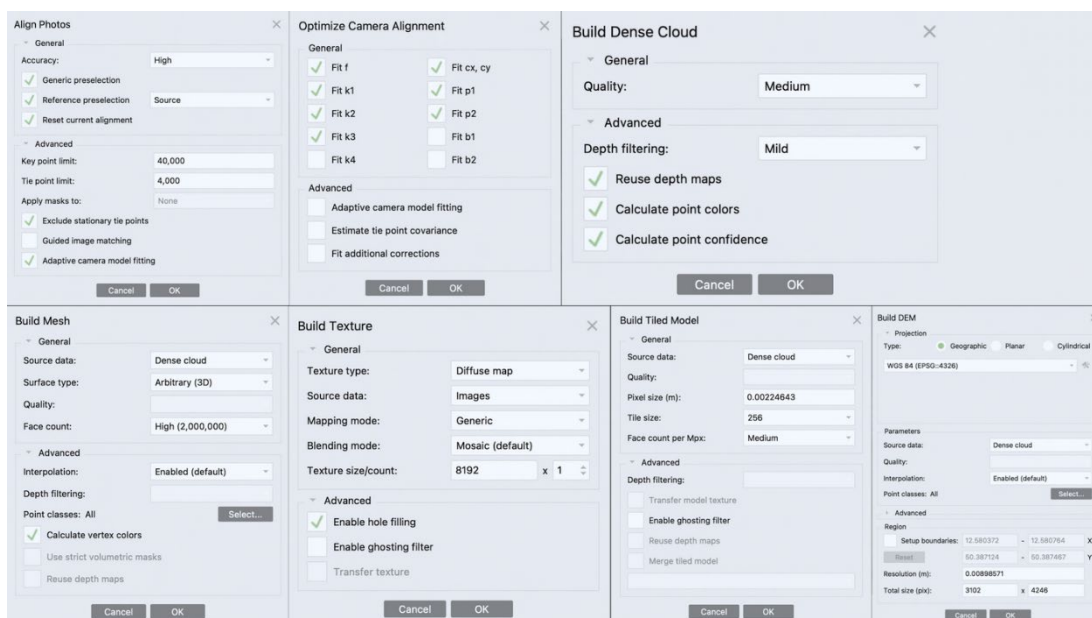 Align Photos
General
Accuracy: High
Generic preselection
Reference preselection Source
Reset current alignment
Advanced
Key point limit: 40,000
Tie point limit: 4,000
Apply masks to: None
Exclude stationary tie points
Guided image matching
Adaptive camera model fitting
Cancel OK
Optimize Camera Alignment
General
Fit f Fit cx, cy
Fit k1 Fit p1
Fit k2 Fit p2
Fit k3 Fit b1
Fit k4 Fit b2
Advanced
Adaptive camera model fitting
Estimate tie point covariance
Fit additional corrections
Cancel OK
Build Dense Cloud
General
Quality: Medium
Advanced
Depth filtering: Mild
Reuse depth maps
Calculate point colors
Calculate point confidence
Cancel OK
Build Mesh
General
Source data: Dense cloud
Surface type: Arbitrary (3D)
Quality:
Face count: High (2,000,000)
Advanced
Interpolation: Enabled (default)
Depth filtering:
Point classes: All Select...
Calculate vertex colors
Use strict volumetric masks
Reuse depth maps
Cancel OK
Build Texture
General
Texture type: Diffuse map
Source data: Images
Mapping mode: Generic
Blending mode: Mosaic (default)
Texture size/count: 8192 x 1
Advanced
Enable hole filling
Enable ghosting filter
Transfer texture
Cancel OK
Build Tiled Model
General
Source data: Dense cloud
Quality:
Pixel size (m): 0.00224643
Tile size: 256
Face count per Mpx: Medium
Advanced
Depth filtering:
Transfer model texture
Enable ghosting filter
Reuse depth maps
Merge tiled model
Cancel OK
Build DEM
Projection
Type: Geographic Planar Cylindrical
WGS 84 (EPSG::4326)
Parameters
Source data: Dense cloud
Quality:
Interpolation: Enabled (default)
Point classes: All Select...
Advanced
Region
Setup boundaries: 12.580372 - 12.580764 X
Reset 50.387124 - 50.387467 Y
Resolution (m): 0.00898571
Total size (pix): 3102 x 4246
Cancel OK